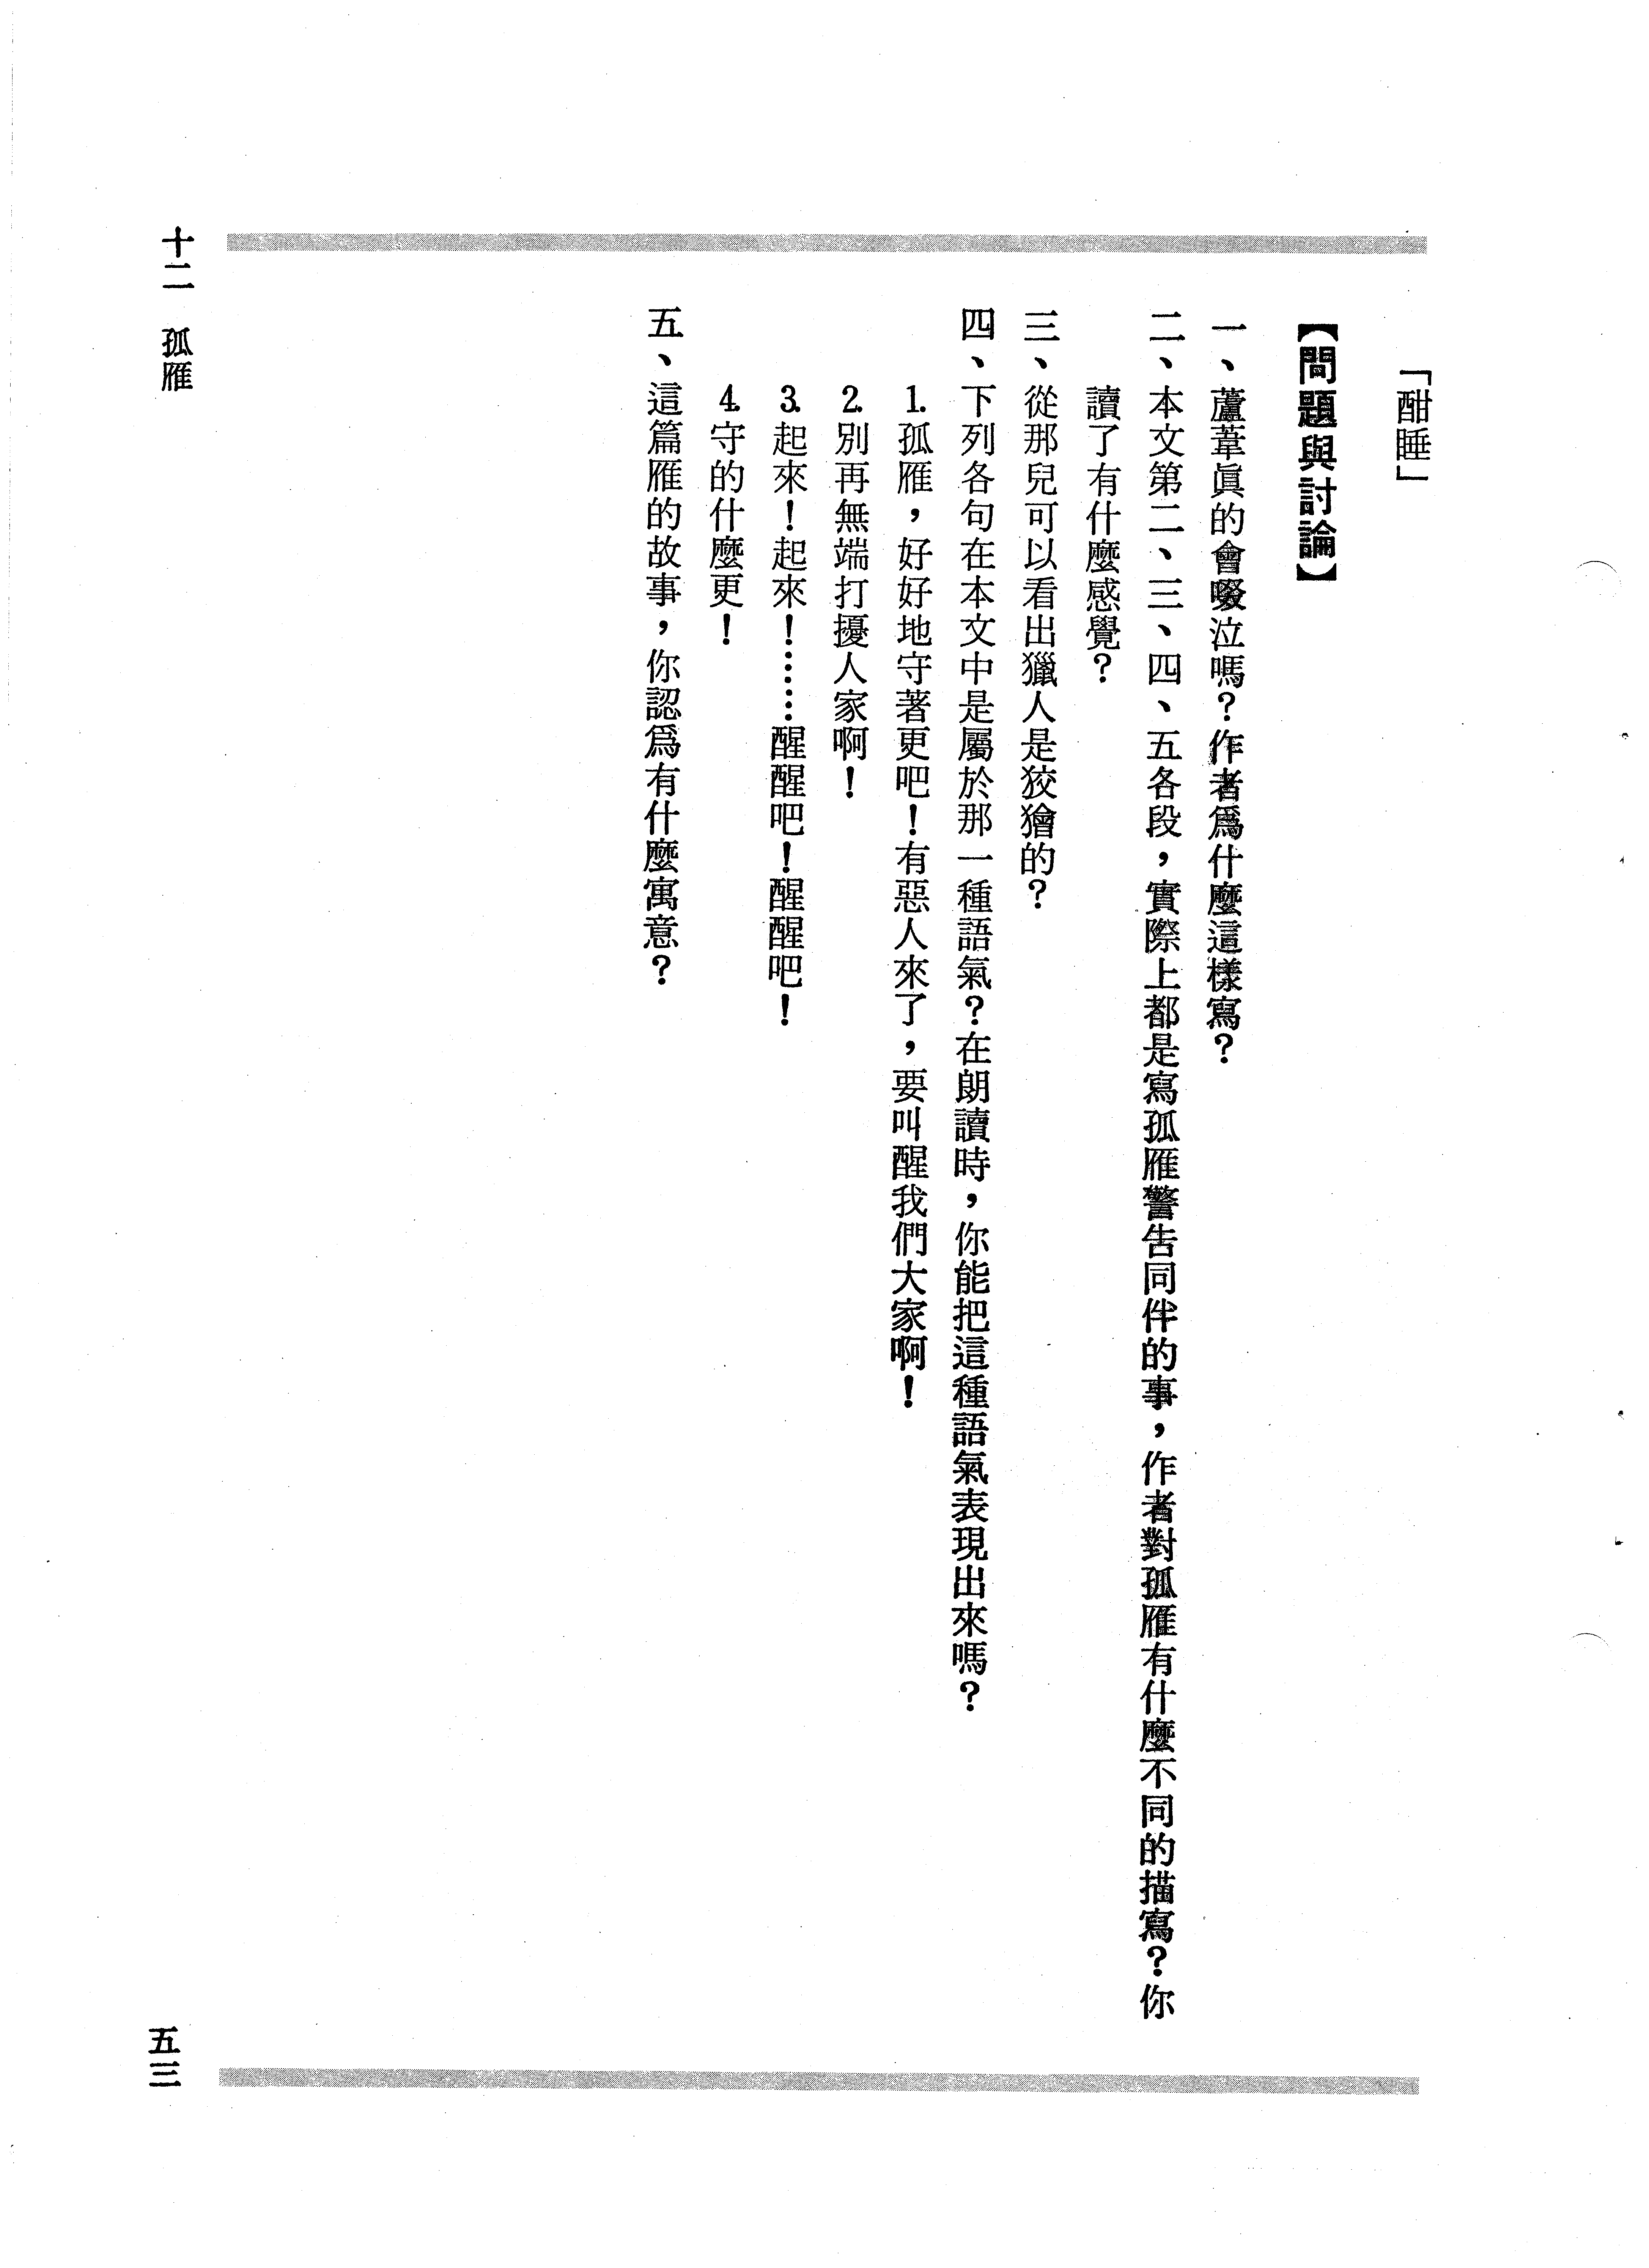 「酣睡」
【問題與討論】
一、蘆葦眞的會啜泣嗎？作者爲什麼這樣寫？
二、本文第二、三、四、五各段，實際上都是寫孤雁警告同伴的事，作者對孤雁有什麼不同的描寫？你
讀了有什麼感覺？
三、從那兒可以看出獵人是狡獪的？
四、下列各句在本文中是屬於那一種語氣？在朗讀時，你能把這種語氣表現出來嗎？
1.孤雁，好好地守著更吧！有惡人來了，要叫醒我們大家啊！
2.別再無端打擾人家啊！
3.起來！起來！……醒醒吧！醒醒吧！
4.守的什麼更！
五、這篇雁的故事，你認爲有什麼寓意？
十二　孤雁
五三